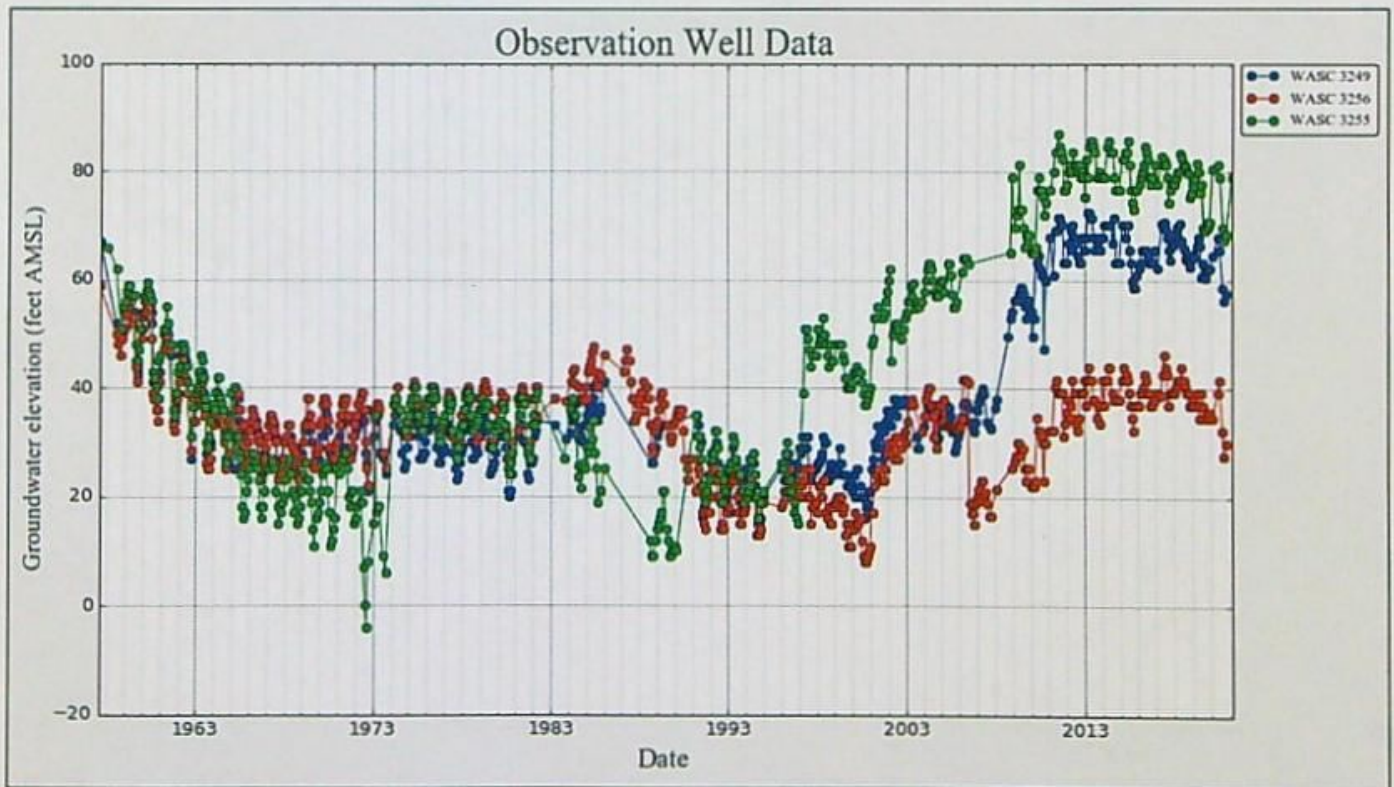 Observation Well Data
100
80
60
40
20
0
−20
Groundwater elevation (feet AMSL)
1963
1973
1983
1993
2003
2013
Date
WASC 3249
WASC 3256
WASC 3255